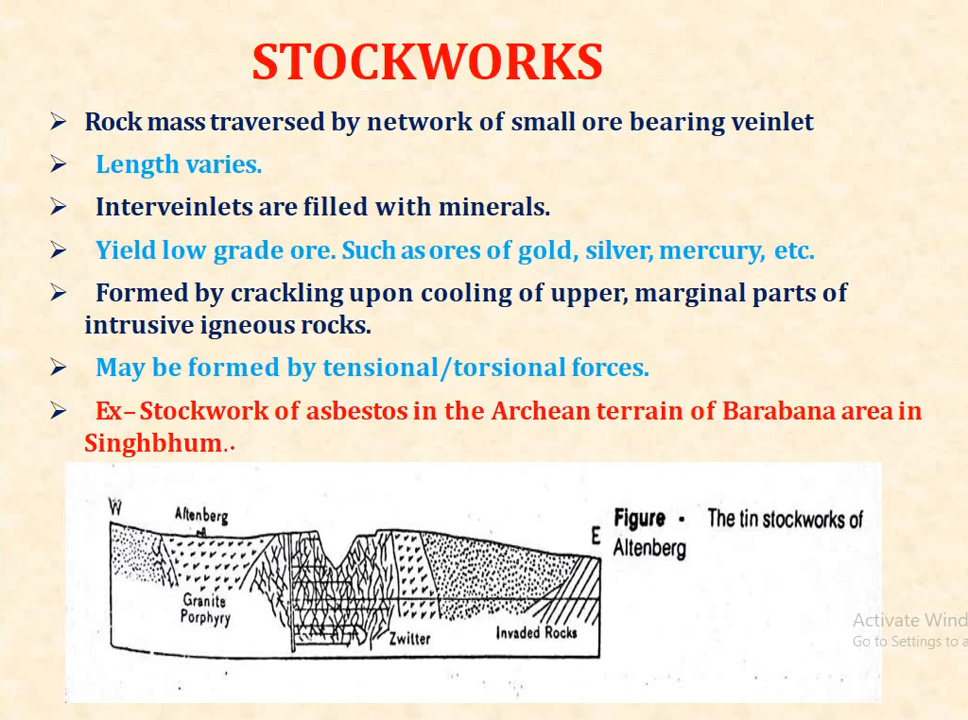 STOCKWORKS
➢ Rock mass traversed by network of small ore bearing veinlet
➢ Length varies.
➢ Interveinlets are filled with minerals.
➢ Yield low grade ore. Such as ores of gold, silver, mercury, etc.
➢ Formed by crackling upon cooling of upper, marginal parts of
intrusive igneous rocks.
➢ May be formed by tensional/torsional forces.
➢ Ex–Stockwork of asbestos in the Archean terrain of Barabana area in
Singhbhum..
W
Altenberg
E
Figure - The tin stockworks of
Altenberg
Granite
Porphyry
Zwitter
Invaded Rocks
Activate Wind
Go to Settings to a